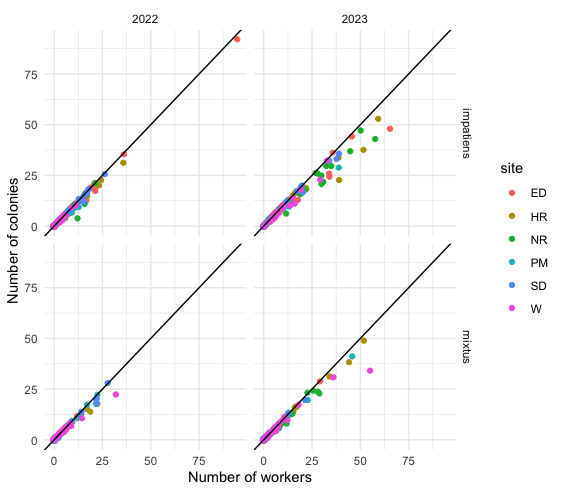 2022 2023
75
50
25
0
impatiens
75
50
25
0
mixtus
0 25 50 75 0 25 50 75
Number of workers
Number of colonies
site
ED
HR
NR
PM
SD
W